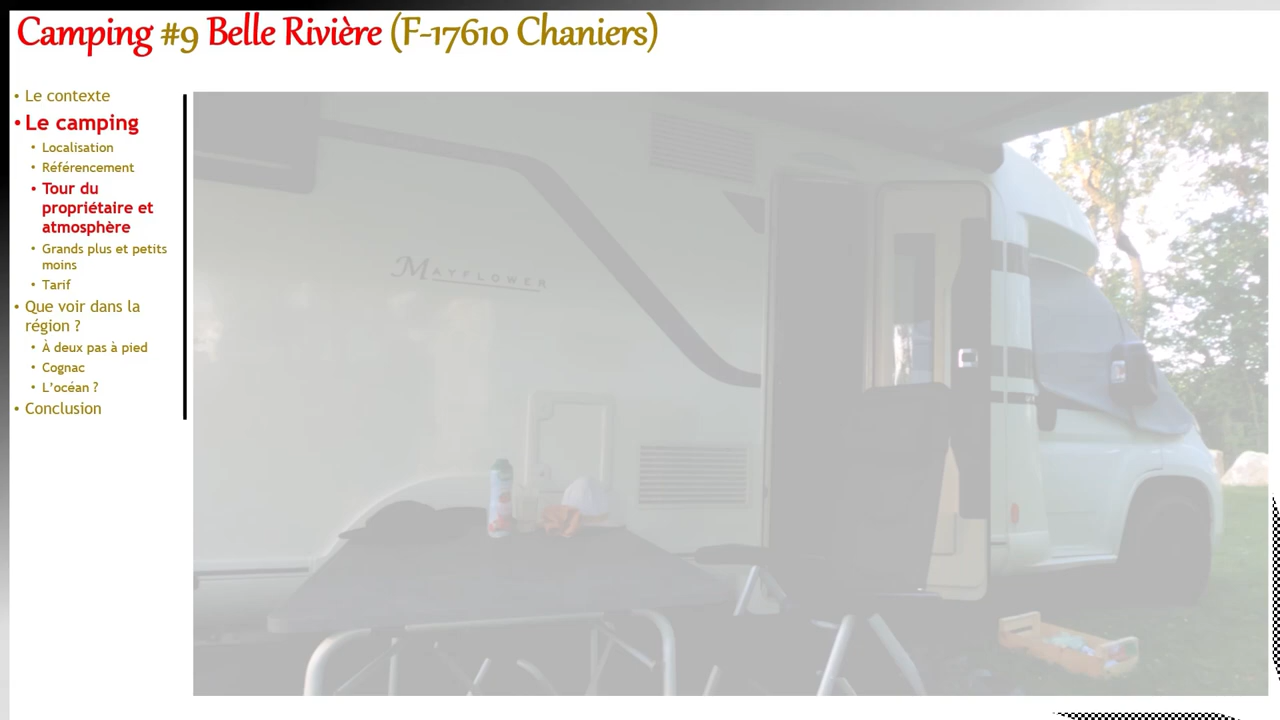 Camping #9 Belle Rivière (F-17610 Chaniers)
• Le contexte
• Le camping
• Localisation
• Référencement
• Tour du
propriétaire et
atmosphère
• Grands plus et petits
moins
• Tarif
• Que voir dans la
région ?
• À deux pas à pied
• Cognac
• L'océan ?
• Conclusion
MAYFLOWER